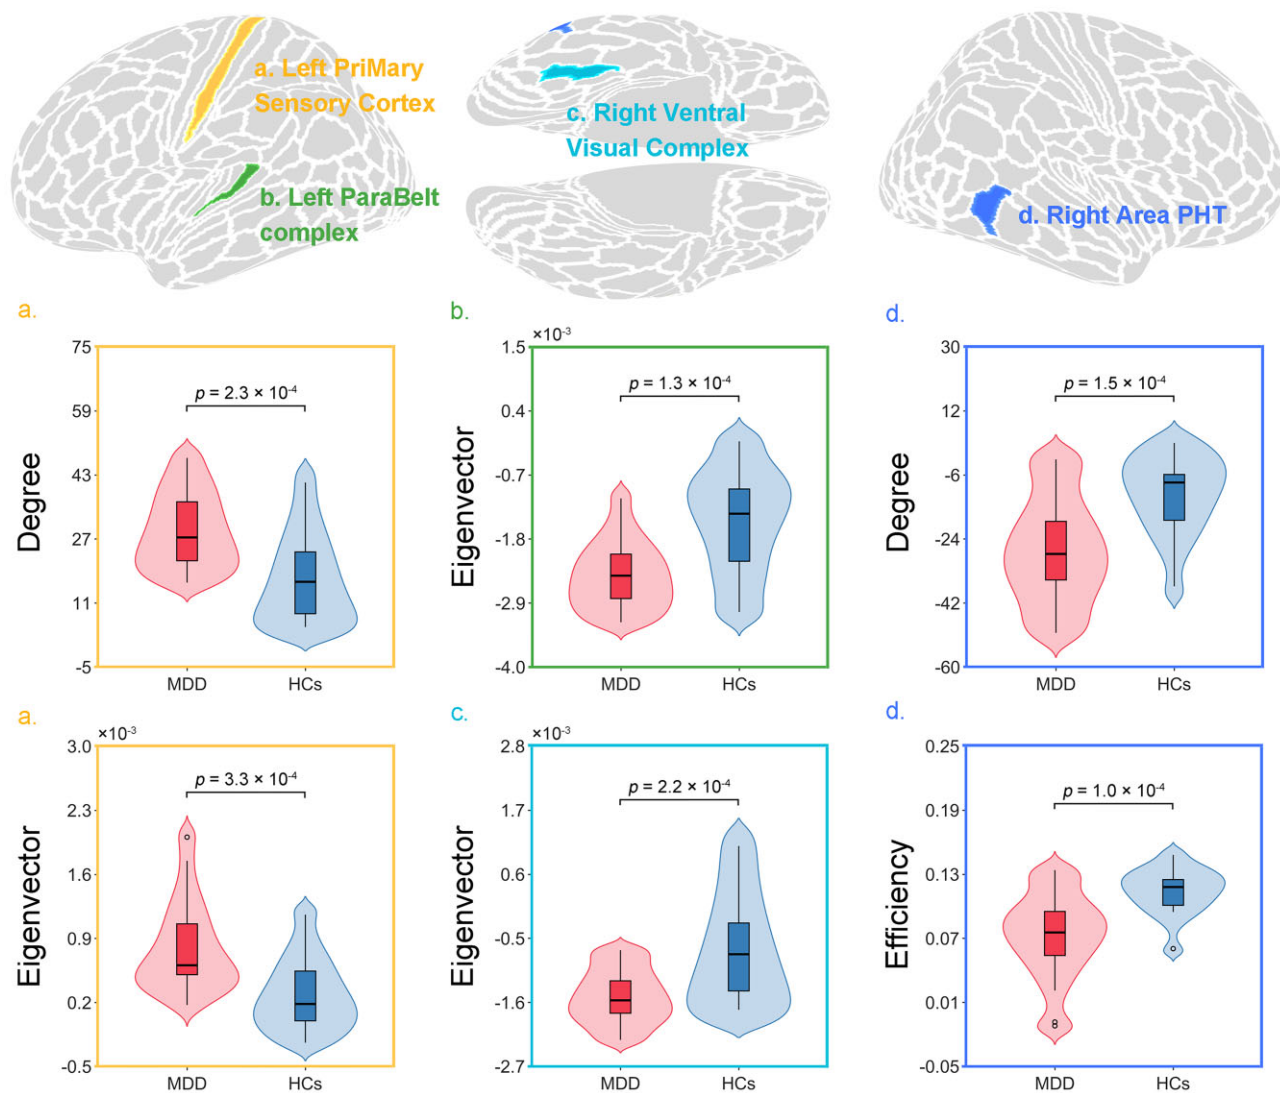 a. Left PriMary
Sensory Cortex
b. Left ParaBelt
complex
c. Right Ventral
Visual Complex
d. Right Area PHT
a.
75
59
43
27
11
-5
Degree
p = 2.3 × 10⁻⁴
MDD
HCs
b.
×10⁻³
1.5
0.4
-0.7
-1.8
-2.9
-4.0
Eigenvector
p = 1.3 × 10⁻⁴
MDD
HCs
d.
30
12
-6
-24
-42
-60
Degree
p = 1.5 × 10⁻⁴
MDD
HCs
a.
×10⁻³
3.0
2.3
1.6
0.9
0.2
-0.5
Eigenvector
p = 3.3 × 10⁻⁴
MDD
HCs
c.
×10⁻³
2.8
1.7
0.6
-0.5
-1.6
-2.7
Eigenvector
p = 2.2 × 10⁻⁴
MDD
HCs
d.
0.25
0.19
0.13
0.07
0.01
-0.05
Efficiency
p = 1.0 × 10⁻⁴
MDD
HCs